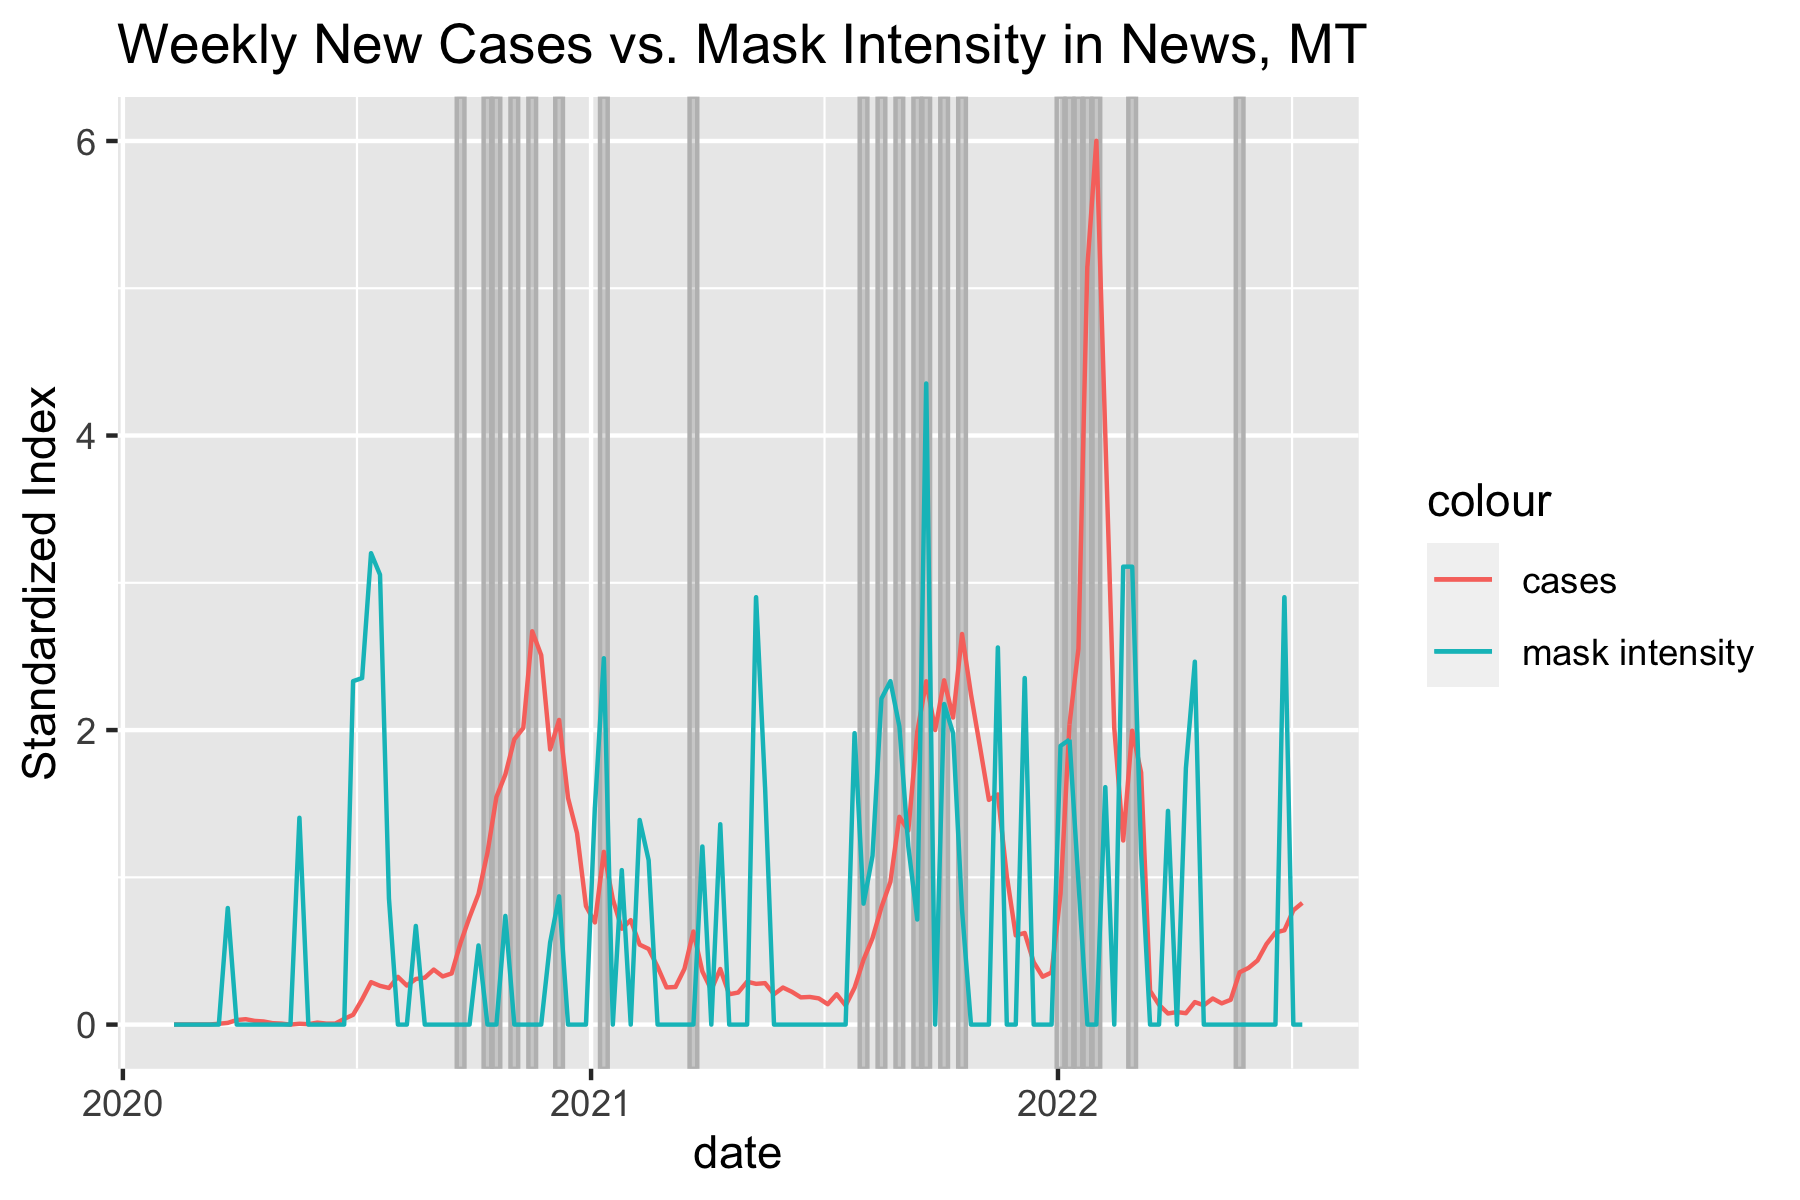 Weekly New Cases vs. Mask Intensity in News, MT
Standardized Index
6
4
2
0
2020
2021
2022
date
colour
cases
mask intensity